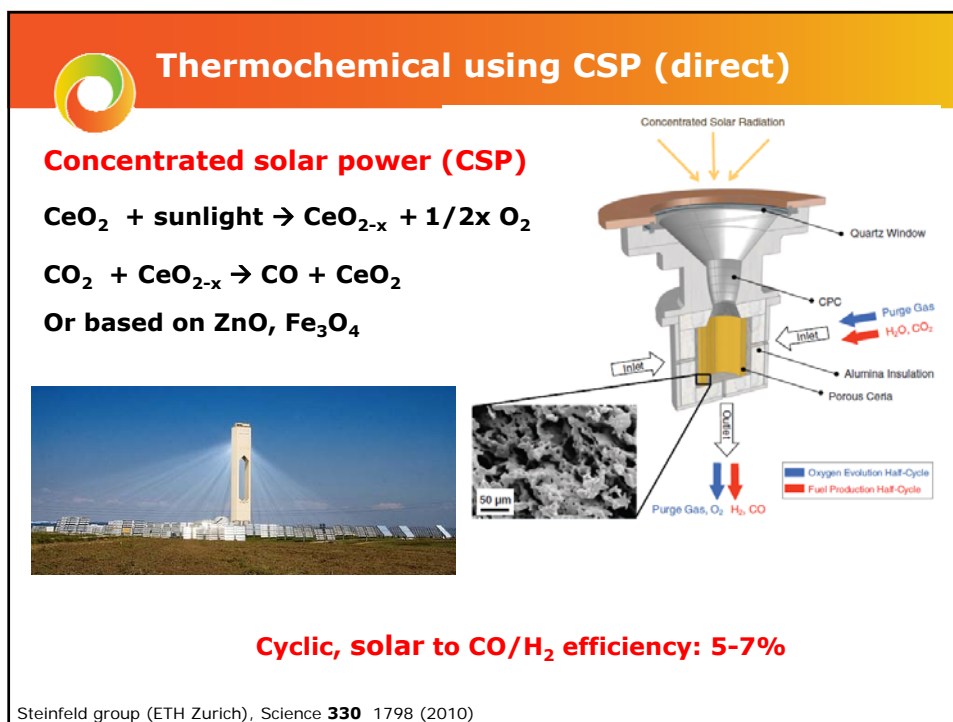 Thermochemical using CSP (direct)
Concentrated solar power (CSP)
CeO₂ + sunlight → CeO₂₋ₓ + 1/2x O₂
CO₂ + CeO₂₋ₓ → CO + CeO₂
Or based on ZnO, Fe₃O₄
Concentrated Solar Radiation
Quartz Window
CPC
Purge Gas
H₂O, CO₂
Inlet
Inlet
Alumina Insulation
Porous Ceria
Outlet
50 μm
Oxygen Evolution Half-Cycle
Fuel Production Half-Cycle
Purge Gas, O₂ H₂, CO
Cyclic, solar to CO/H₂ efficiency: 5-7%
Steinfeld group (ETH Zurich), Science 330 1798 (2010)